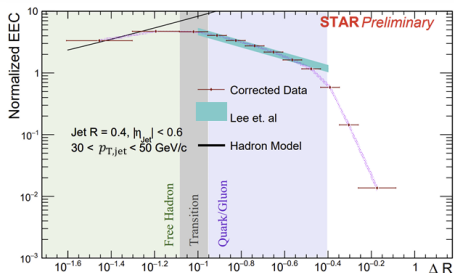 STAR Preliminary
Normalized EEC
10
1
10⁻¹
10⁻²
10⁻³
Corrected Data
Lee et. al
Hadron Model
Jet R = 0.4, |η_Jet| < 0.6
30 < p_T,jet < 50 GeV/c
Free Hadron
Transition
Quark/Gluon
10⁻¹·⁶ 10⁻¹·⁴ 10⁻¹·² 10⁻¹ 10⁻⁰·⁸ 10⁻⁰·⁶ 10⁻⁰·⁴ 10⁻⁰·² 1 Δ R